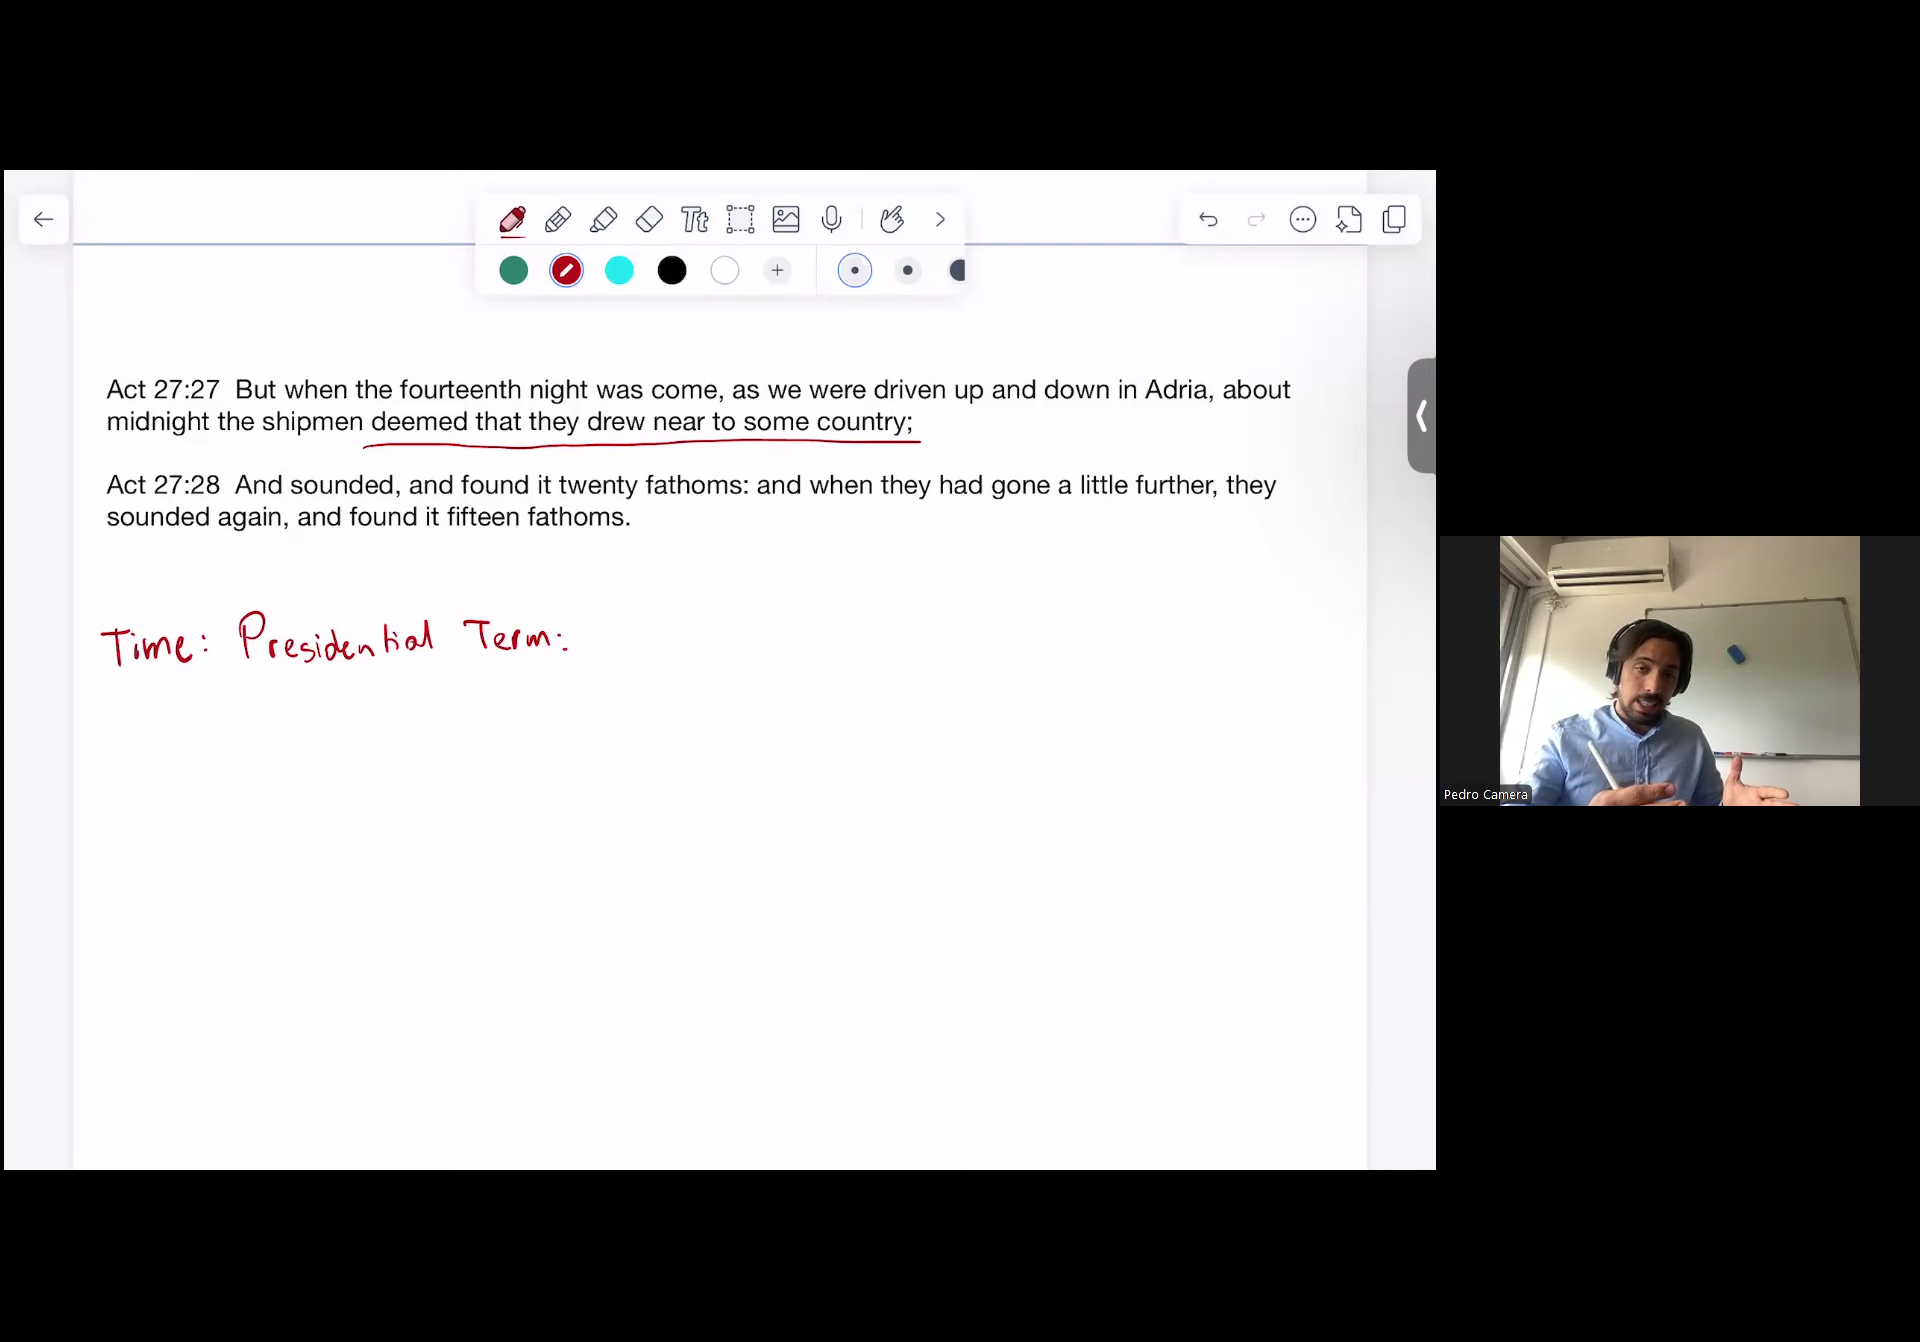 Tt
Act 27:27 But when the fourteenth night was come, as we were driven up and down in Adria, about
midnight the shipmen deemed that they drew near to some country;
Act 27:28 And sounded, and found it twenty fathoms: and when they had gone a little further, they
sounded again, and found it fifteen fathoms.
Time: Presidential Term:
Pedro Camera